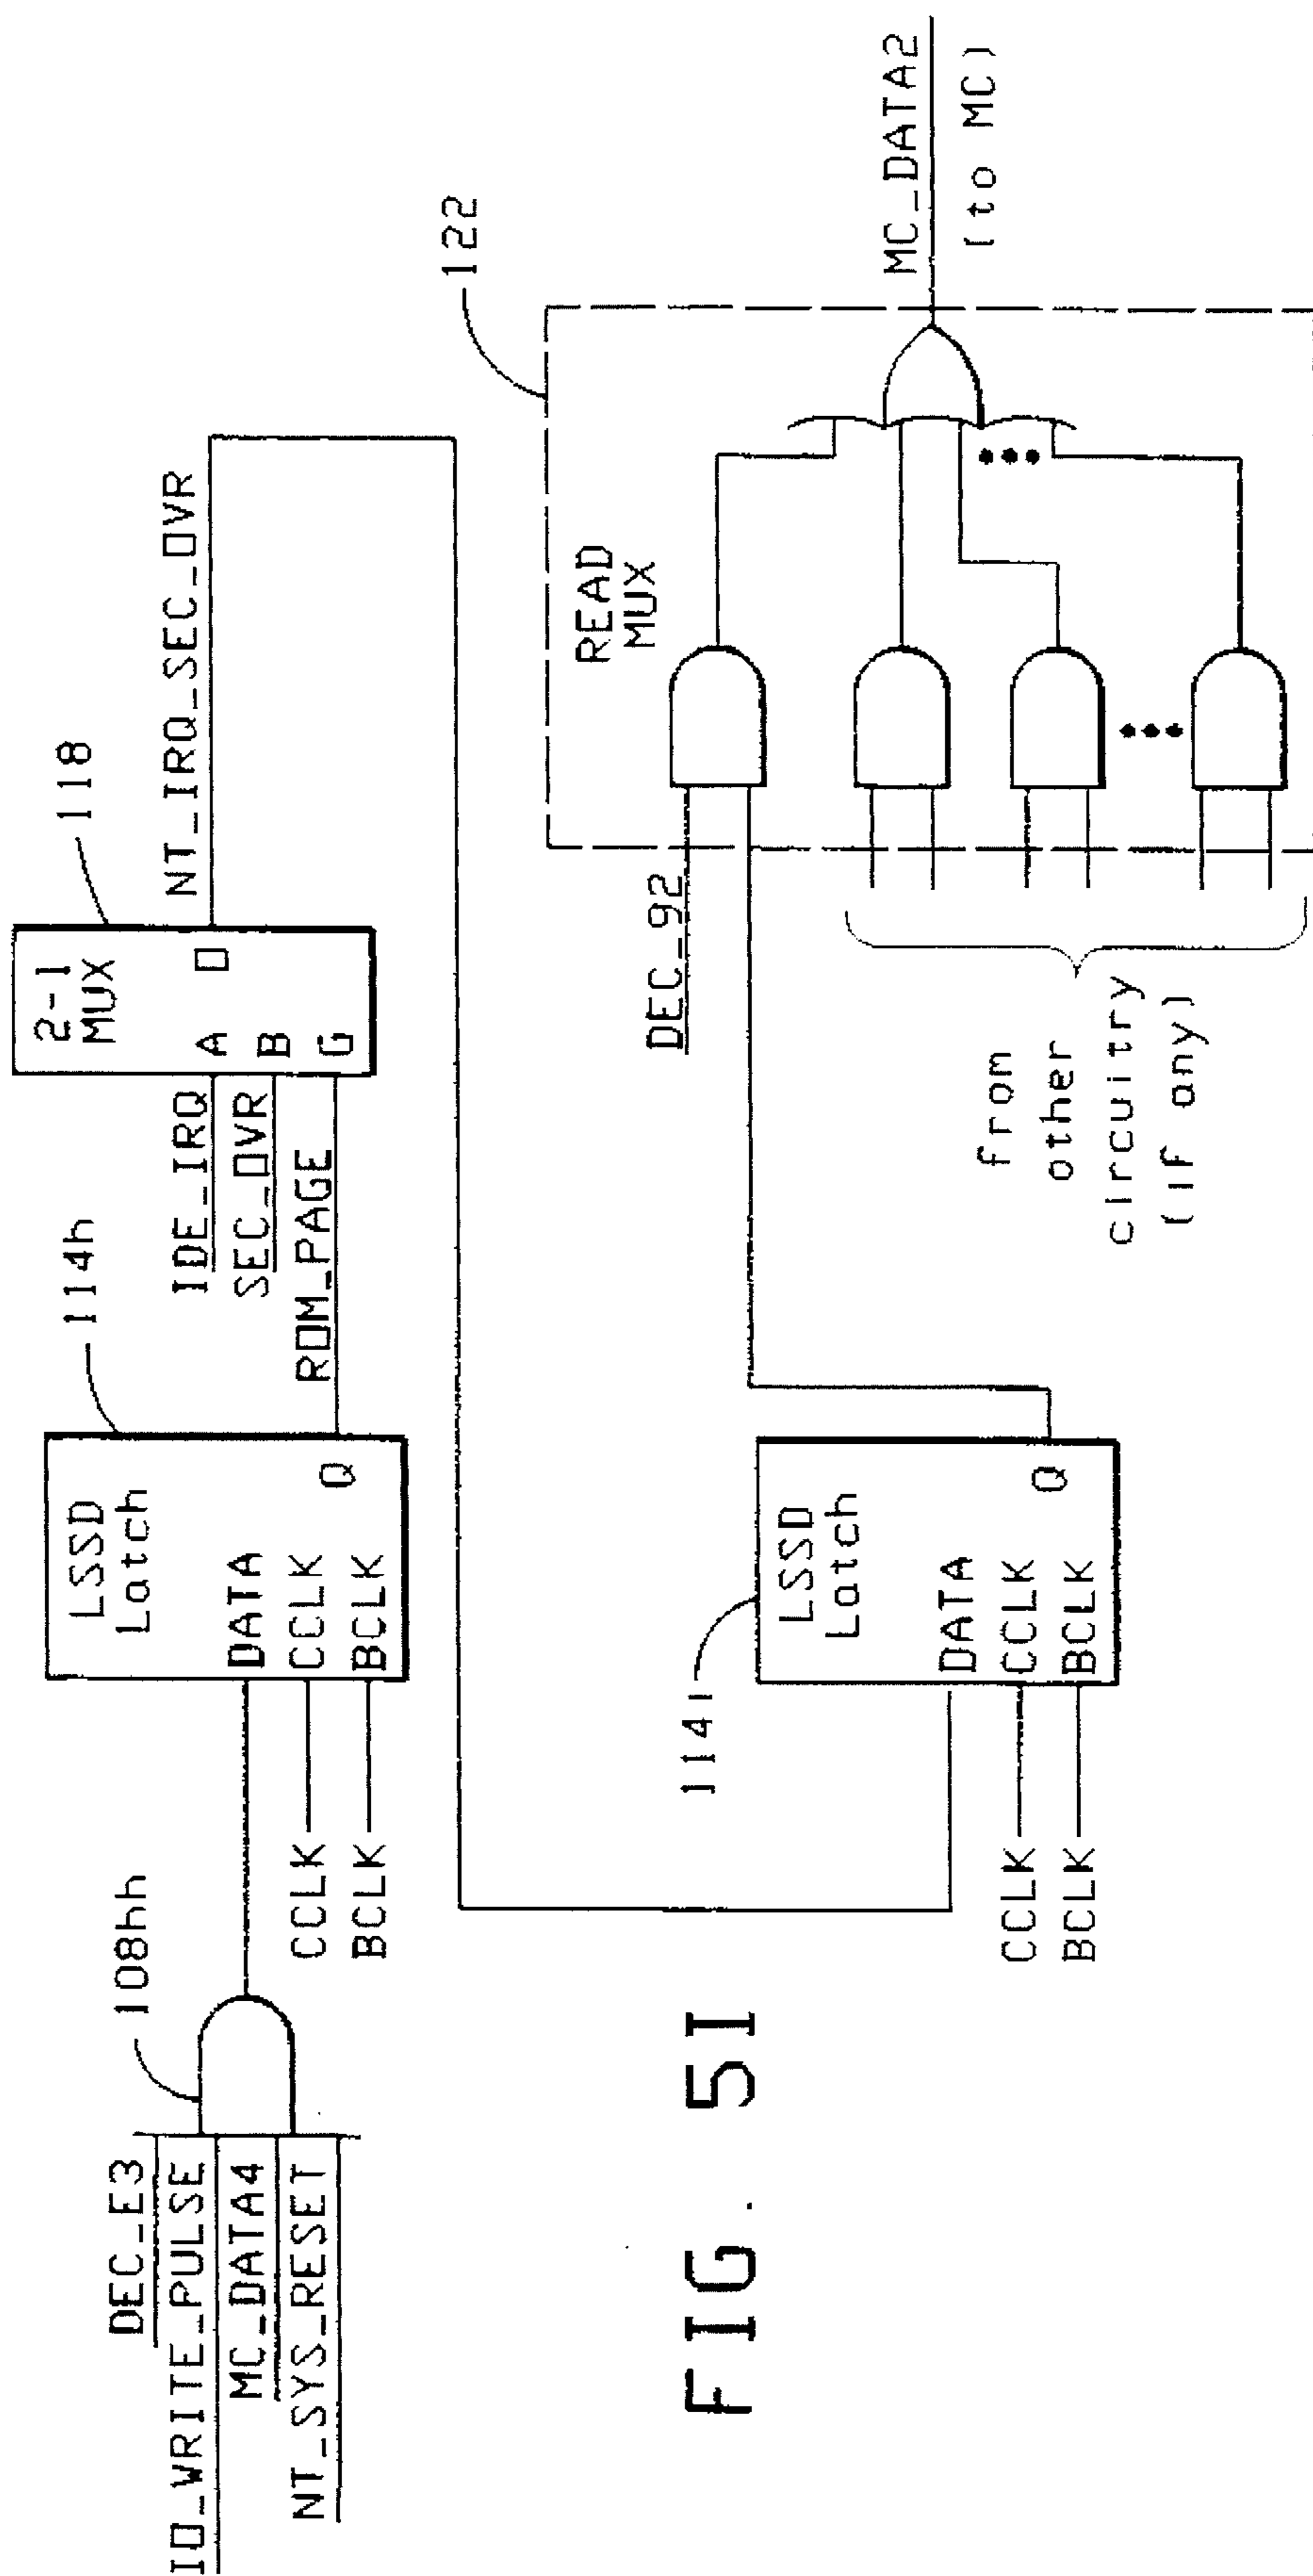 DEC_E3
IO_WRITE_PULSE
MC_DATA4
NT_SYS_RESET
108hh
CCLK
BCLK
LSSD
Latch
DATA
CCLK
BCLK
Q
114h
ROM_PAGE
IDE_IRQ
SEC_OVR
2-1
MUX
A
B
G
O
118
NT_IRQ_SEC_OVR
CCLK
BCLK
114i
LSSD
Latch
DATA
CCLK
BCLK
Q
DEC_92
from
other
circuitry
(if any)
READ
MUX
122
MC_DATA2
(to MC)
FIG. 5I